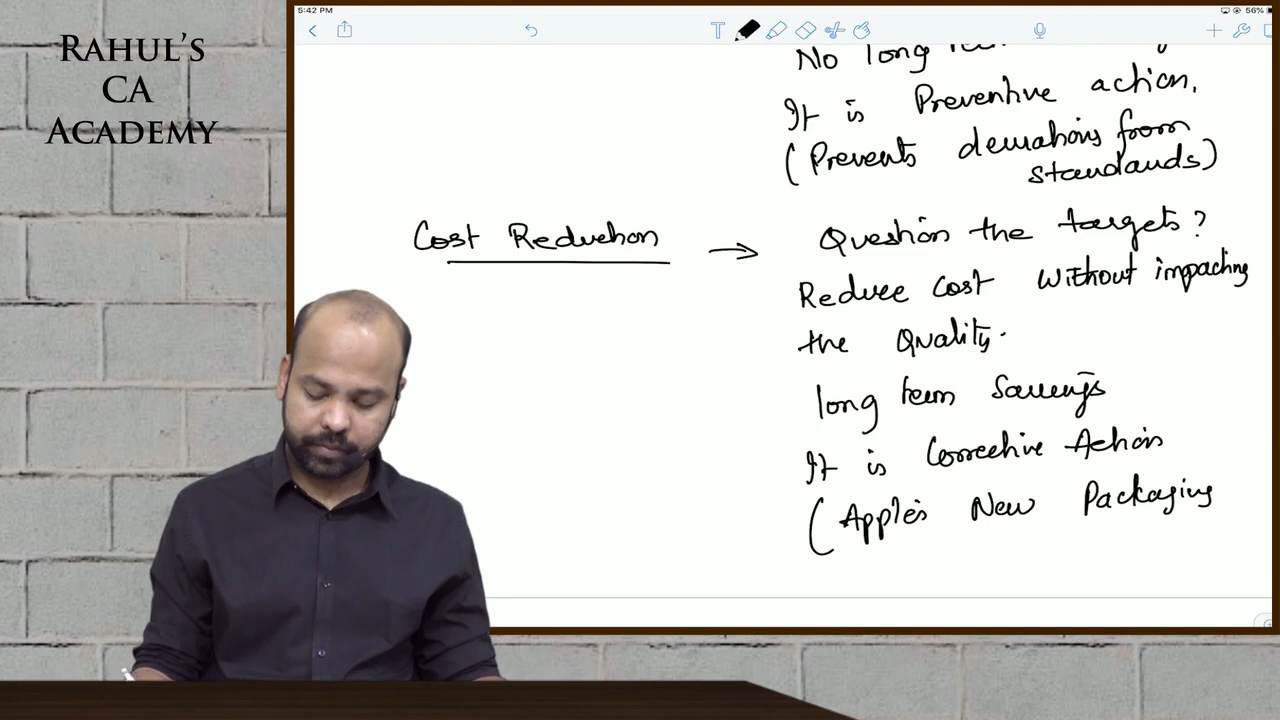 5:42 PM
56%
RAHUL'S
CA
ACADEMY
No long
It is Preventive action.
(Prevents deviations from
standards)
Cost Reduction → Question the targets?
Reduce Cost Without impacting
the Quality.
long term Savings
It is Corrective Action
(Apple's New Packaging